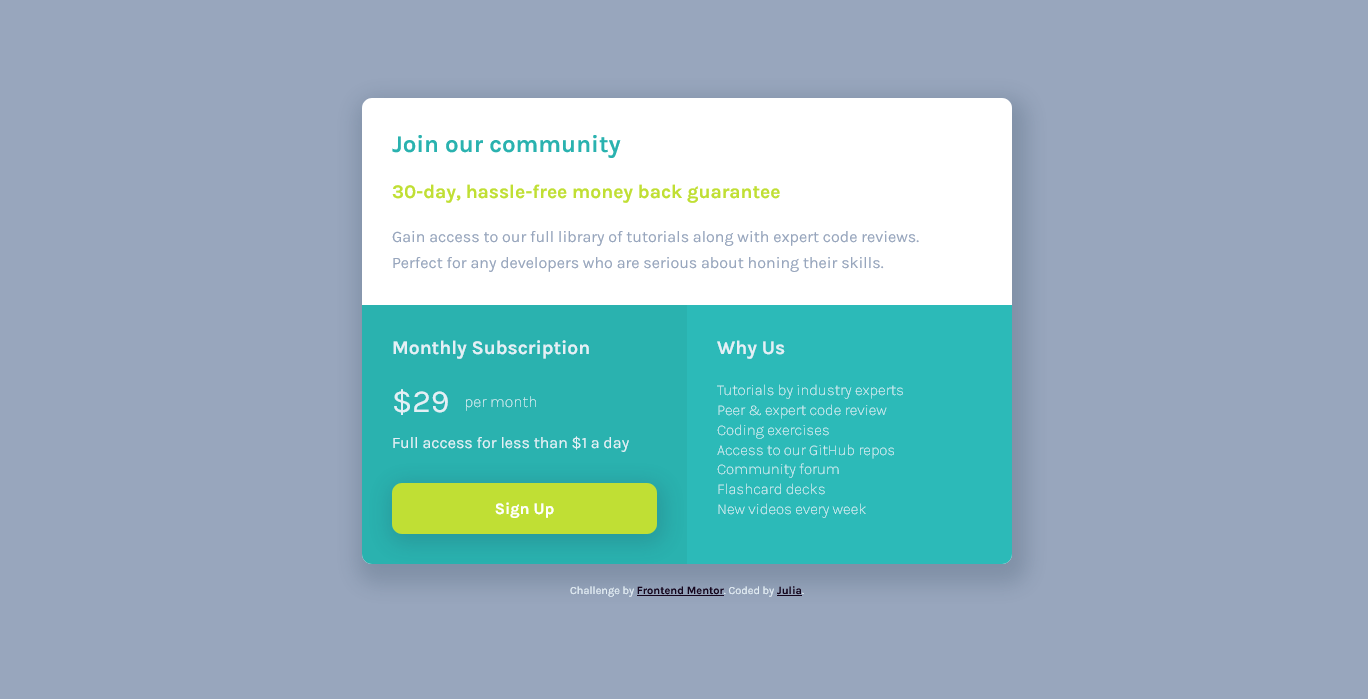 Join our community
30-day, hassle-free money back guarantee
Gain access to our full library of tutorials along with expert code reviews.
Perfect for any developers who are serious about honing their skills.
Monthly Subscription
$29 per month
Full access for less than $1 a day
Sign Up
Why Us
Tutorials by industry experts
Peer & expert code review
Coding exercises
Access to our GitHub repos
Community forum
Flashcard decks
New videos every week
Challenge by Frontend Mentor. Coded by Julia.